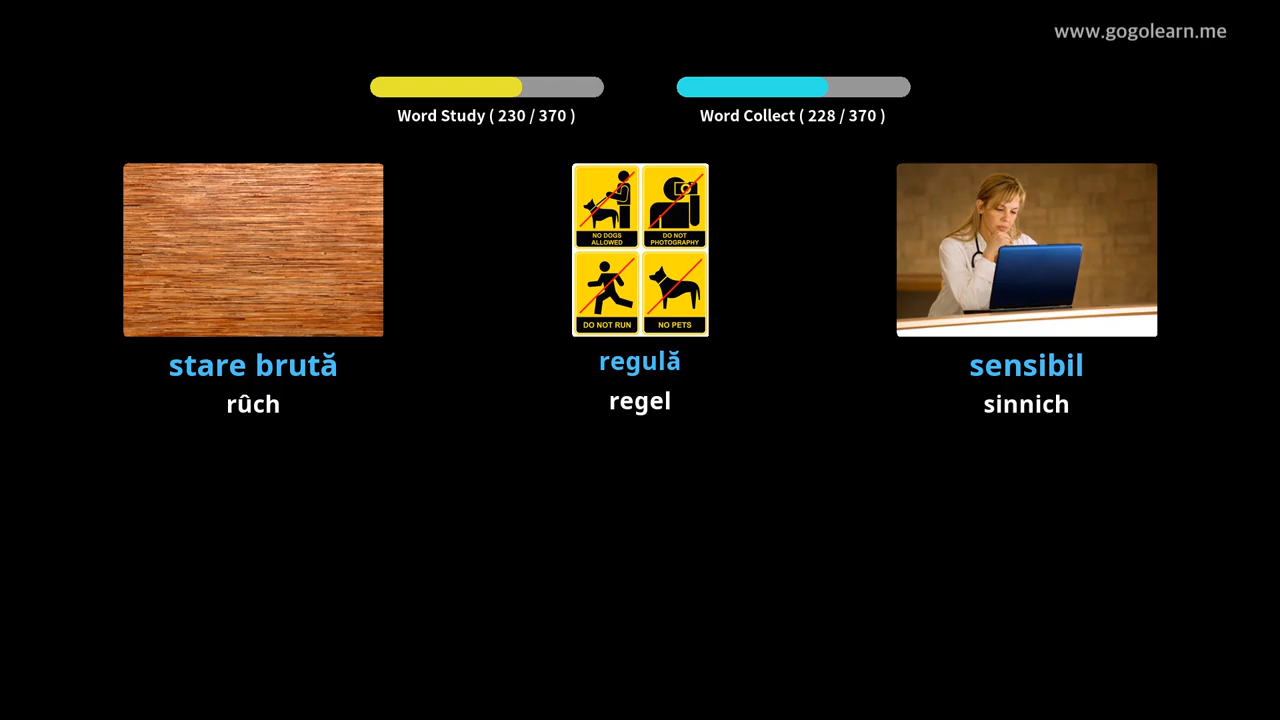 www.gogolearn.me
Word Study ( 230 / 370 )
Word Collect ( 228 / 370 )
NO DOGS
ALLOWED
DO NOT
PHOTOGRAPHY
DO NOT RUN
NO PETS
stare brută
regulă
sensibil
rûch
regel
sinnich